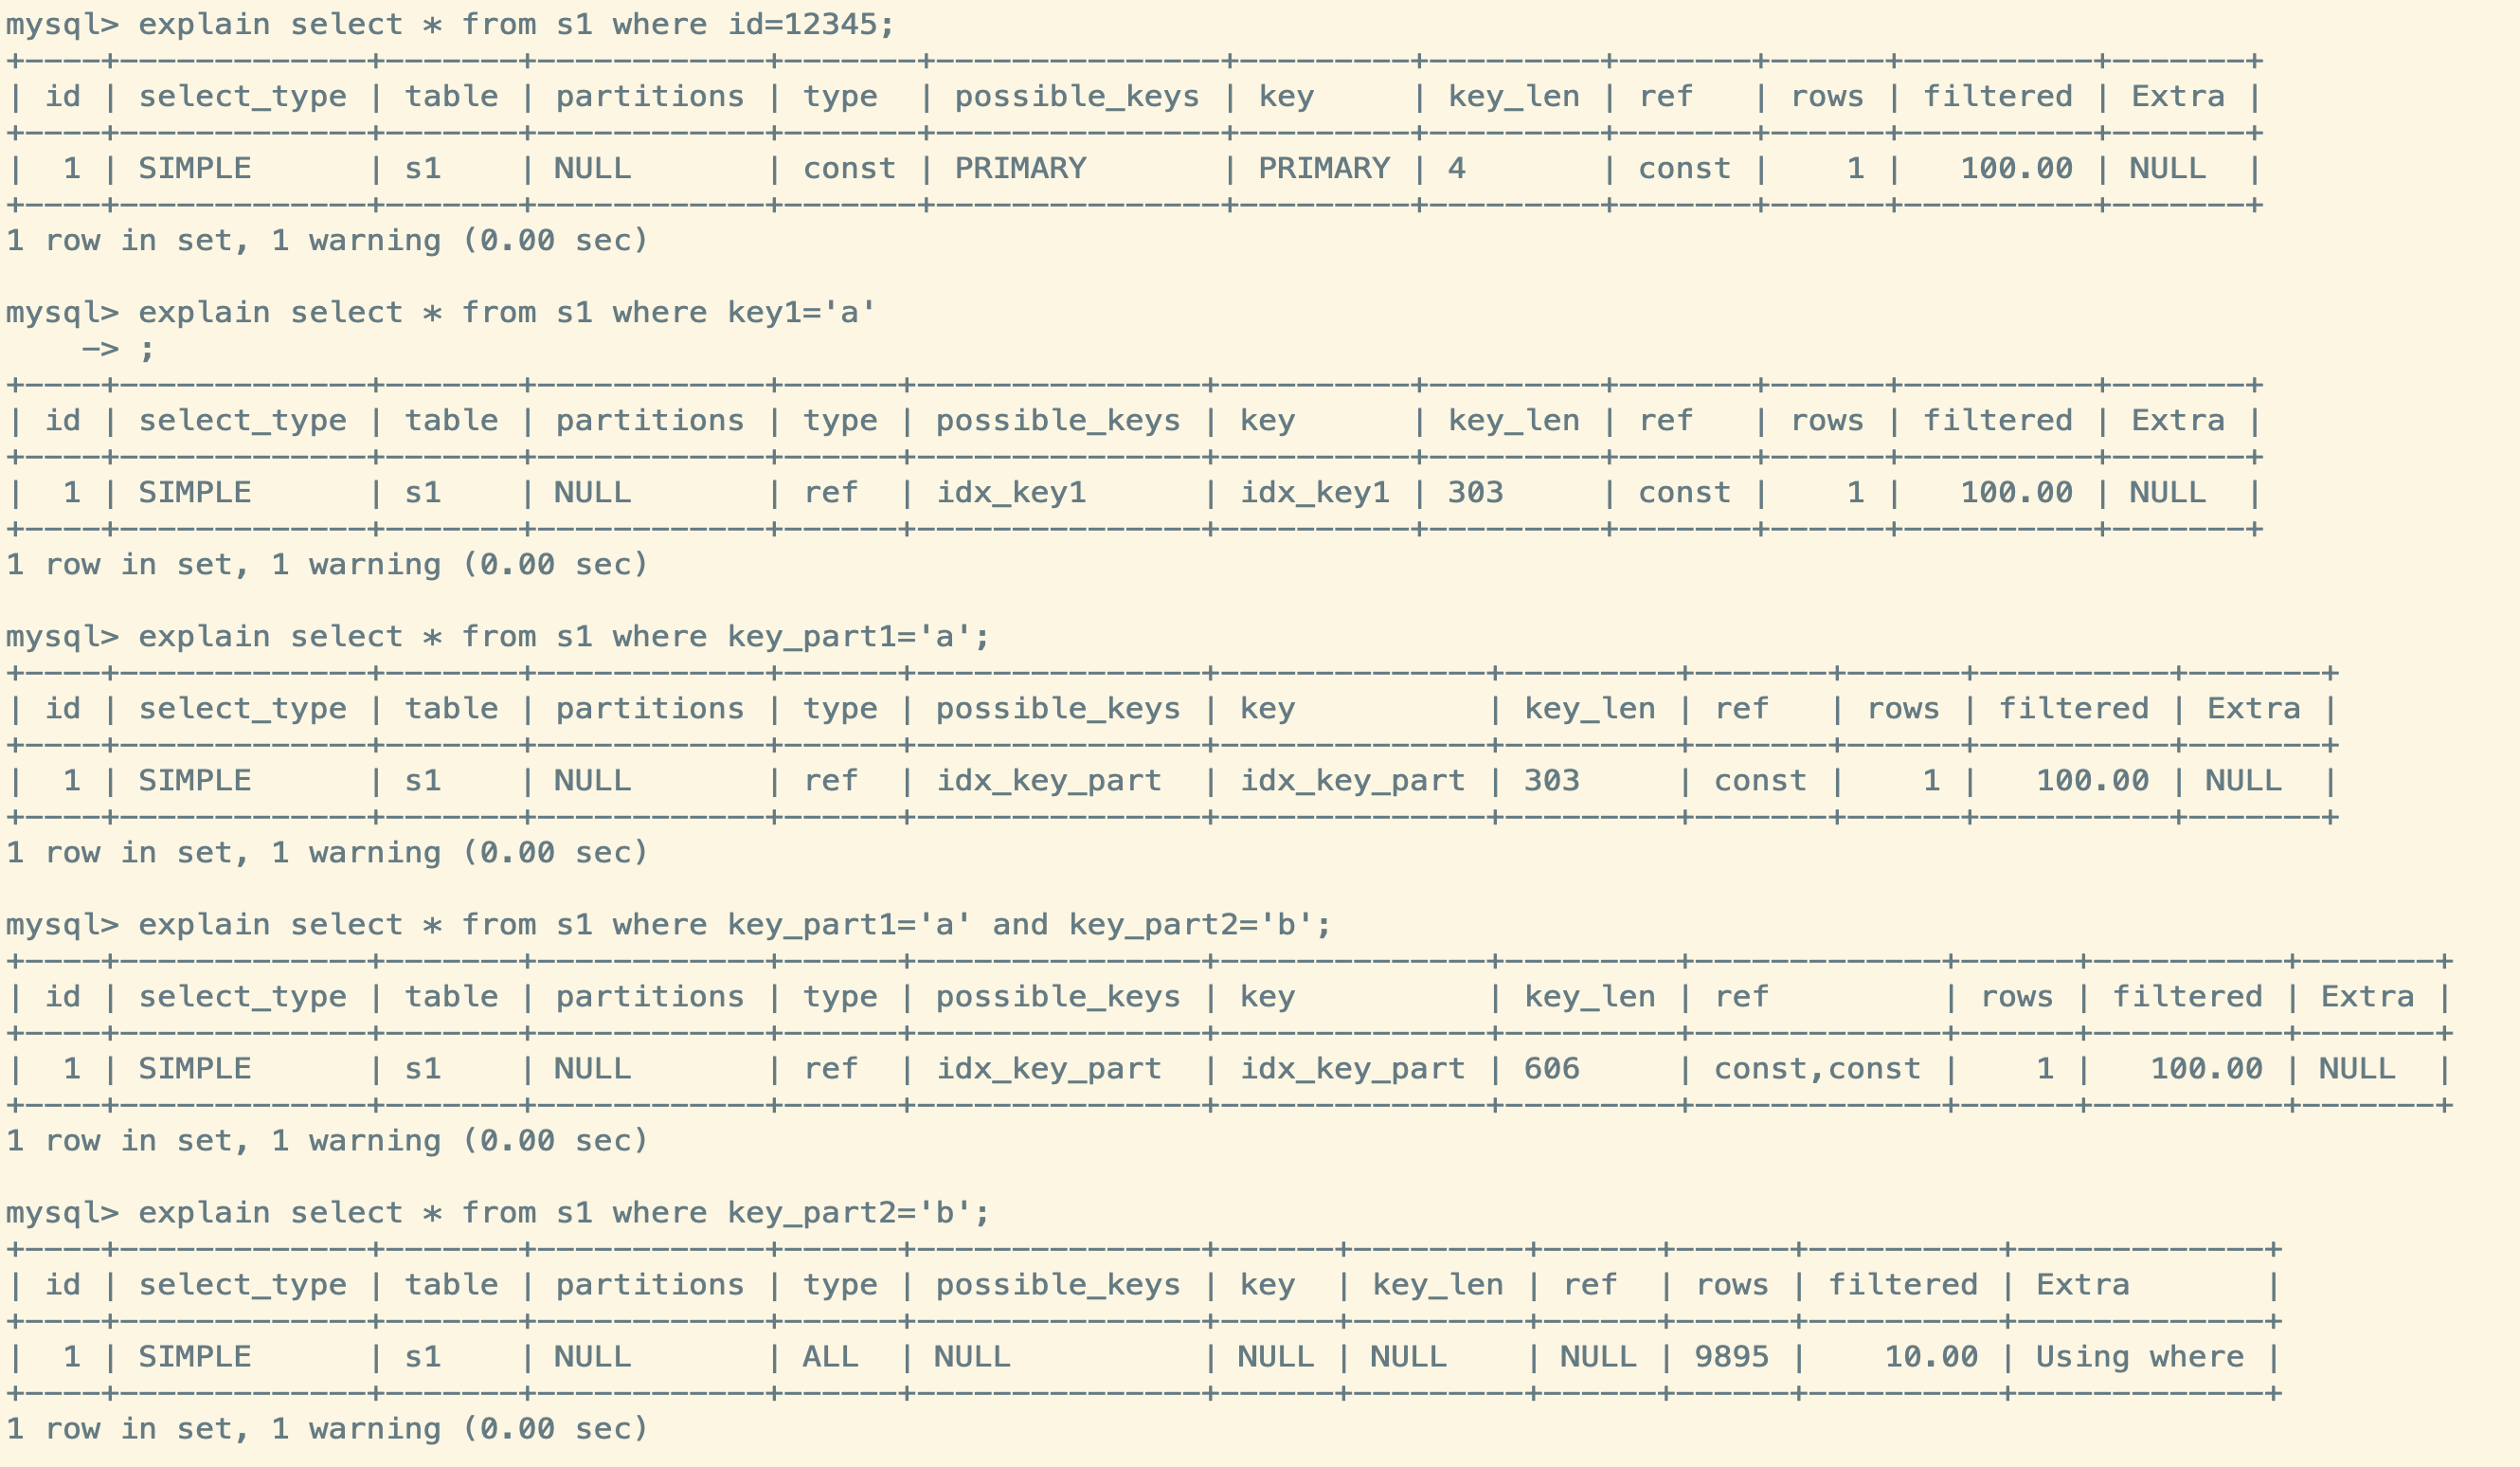 mysql> explain select * from s1 where id=12345;
+----+-------------+-------+------------+-------+---------------+---------+---------+-------+------+----------+-------+
| id | select_type | table | partitions | type  | possible_keys | key     | key_len | ref   | rows | filtered | Extra |
+----+-------------+-------+------------+-------+---------------+---------+---------+-------+------+----------+-------+
|  1 | SIMPLE      | s1    | NULL       | const | PRIMARY       | PRIMARY | 4       | const |    1 |   100.00 | NULL  |
+----+-------------+-------+------------+-------+---------------+---------+---------+-------+------+----------+-------+
1 row in set, 1 warning (0.00 sec)

mysql> explain select * from s1 where key1='a'
    -> ;
+----+-------------+-------+------------+------+---------------+----------+---------+-------+------+----------+-------+
| id | select_type | table | partitions | type | possible_keys | key      | key_len | ref   | rows | filtered | Extra |
+----+-------------+-------+------------+------+---------------+----------+---------+-------+------+----------+-------+
|  1 | SIMPLE      | s1    | NULL       | ref  | idx_key1      | idx_key1 | 303     | const |    1 |   100.00 | NULL  |
+----+-------------+-------+------------+------+---------------+----------+---------+-------+------+----------+-------+
1 row in set, 1 warning (0.00 sec)

mysql> explain select * from s1 where key_part1='a';
+----+-------------+-------+------------+------+---------------+--------------+---------+-------+------+----------+-------+
| id | select_type | table | partitions | type | possible_keys | key          | key_len | ref   | rows | filtered | Extra |
+----+-------------+-------+------------+------+---------------+--------------+---------+-------+------+----------+-------+
|  1 | SIMPLE      | s1    | NULL       | ref  | idx_key_part  | idx_key_part | 303     | const |    1 |   100.00 | NULL  |
+----+-------------+-------+------------+------+---------------+--------------+---------+-------+------+----------+-------+
1 row in set, 1 warning (0.00 sec)

mysql> explain select * from s1 where key_part1='a' and key_part2='b';
+----+-------------+-------+------------+------+---------------+--------------+---------+-------------+------+----------+-------+
| id | select_type | table | partitions | type | possible_keys | key          | key_len | ref         | rows | filtered | Extra |
+----+-------------+-------+------------+------+---------------+--------------+---------+-------------+------+----------+-------+
|  1 | SIMPLE      | s1    | NULL       | ref  | idx_key_part  | idx_key_part | 606     | const,const |    1 |   100.00 | NULL  |
+----+-------------+-------+------------+------+---------------+--------------+---------+-------------+------+----------+-------+
1 row in set, 1 warning (0.00 sec)

mysql> explain select * from s1 where key_part2='b';
+----+-------------+-------+------------+------+---------------+------+---------+------+------+----------+-------------+
| id | select_type | table | partitions | type | possible_keys | key  | key_len | ref  | rows | filtered | Extra       |
+----+-------------+-------+------------+------+---------------+------+---------+------+------+----------+-------------+
|  1 | SIMPLE      | s1    | NULL       | ALL  | NULL          | NULL | NULL    | NULL | 9895 |    10.00 | Using where |
+----+-------------+-------+------------+------+---------------+------+---------+------+------+----------+-------------+
1 row in set, 1 warning (0.00 sec)